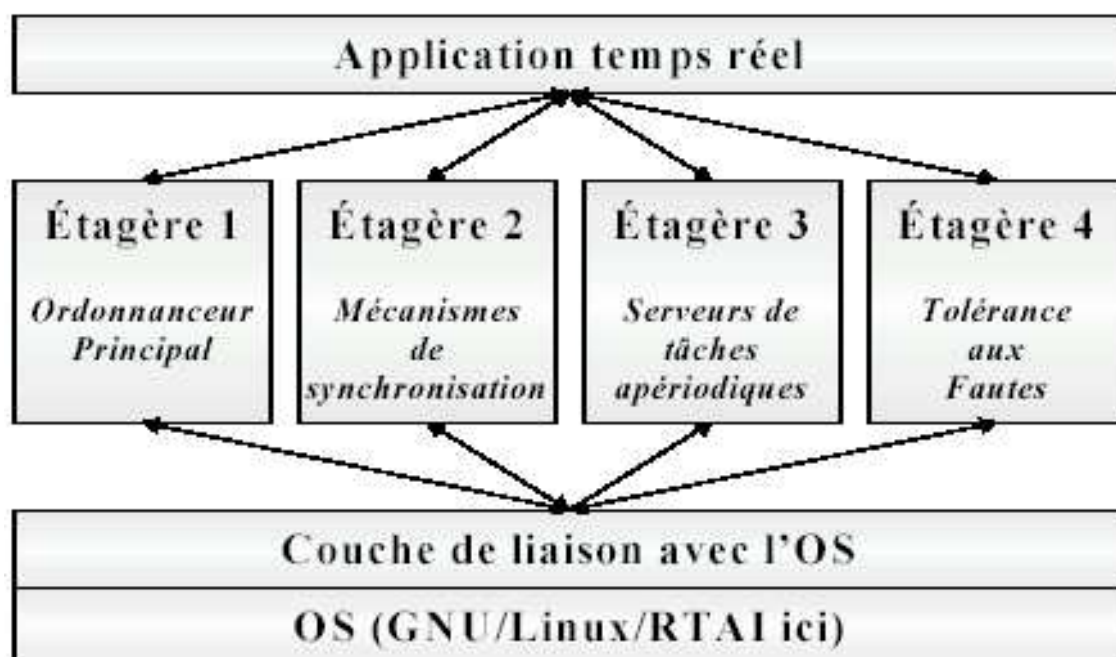 Application temps réel
Étagère 1
Ordonnanceur
Principal
Étagère 2
Mécanismes
de
synchronisation
Étagère 3
Serveurs de
tâches
apériodiques
Étagère 4
Tolérance
aux
Fautes
Couche de liaison avec l'OS
OS (GNU/Linux/RTAI ici)